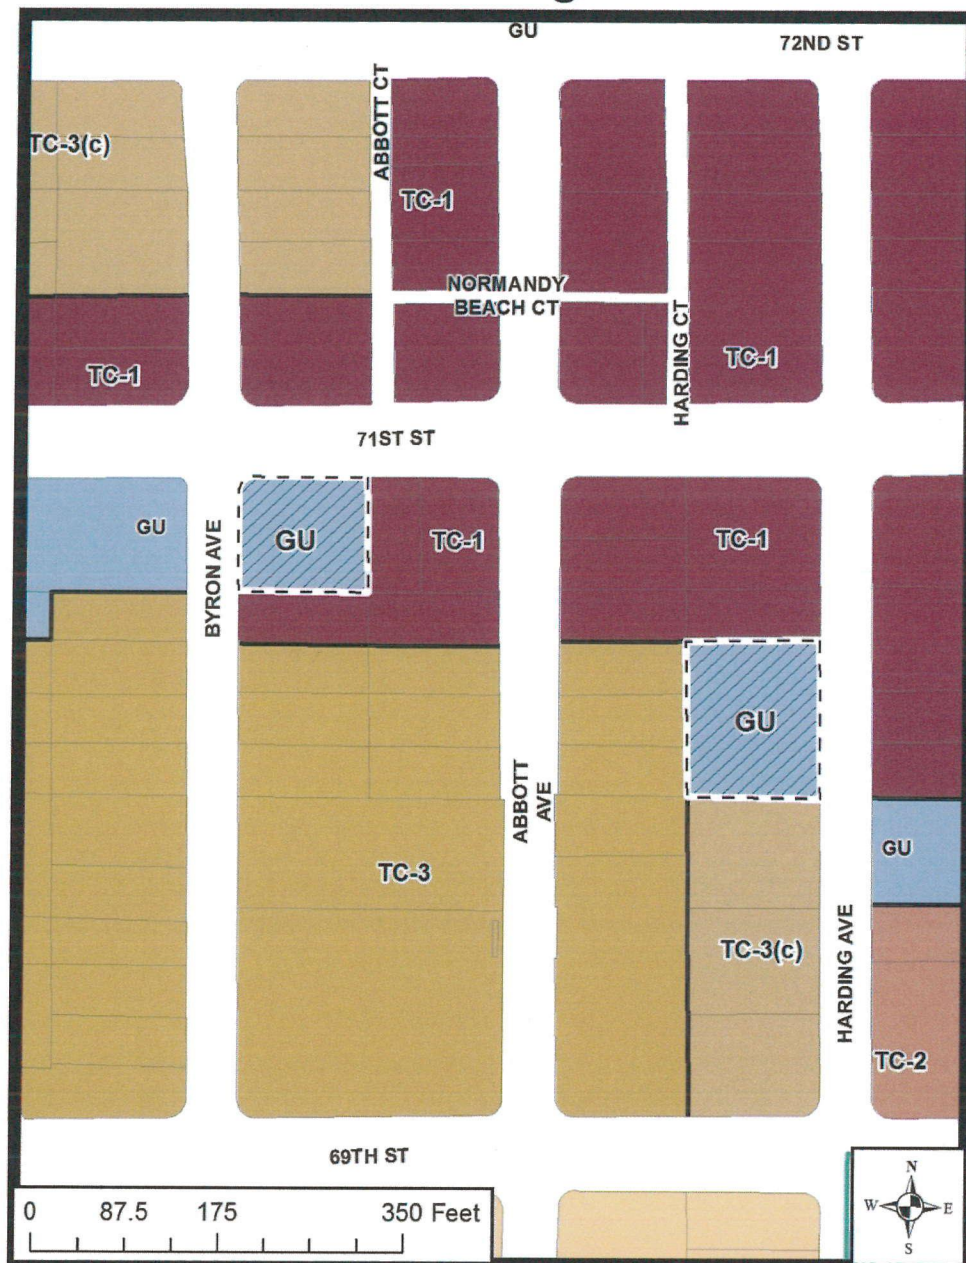 GU
72ND ST
ABBOTT CT
TC-3(c)
TC-1
NORMANDY
BEACH CT
HARDING CT
TC-1
TC-1
71ST ST
GU
BYRON AVE
GU
TC-1
TC-1
GU
ABBOTT
AVE
GU
TC-3
TC-3(c)
HARDING AVE
TC-2
69TH ST
0 87.5 175 350 Feet
N
W E
S